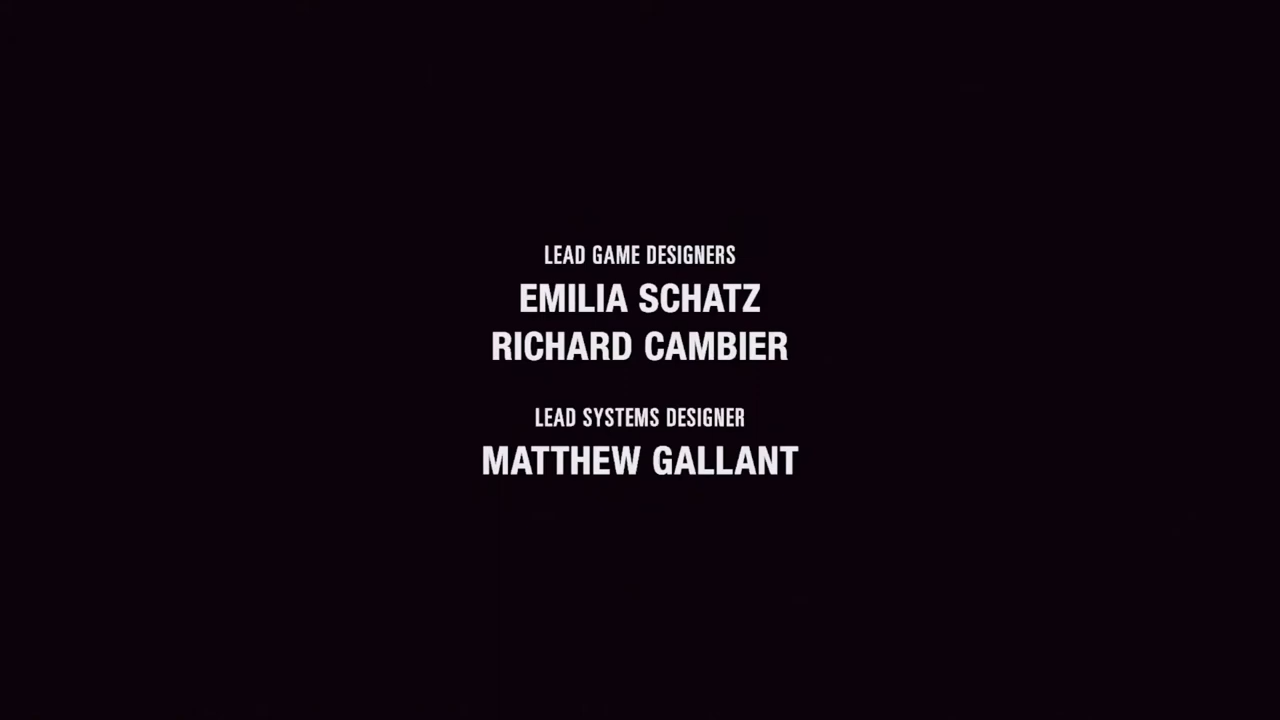 LEAD GAME DESIGNERS
EMILIA SCHATZ
RICHARD CAMBIER
LEAD SYSTEMS DESIGNER
MATTHEW GALLANT